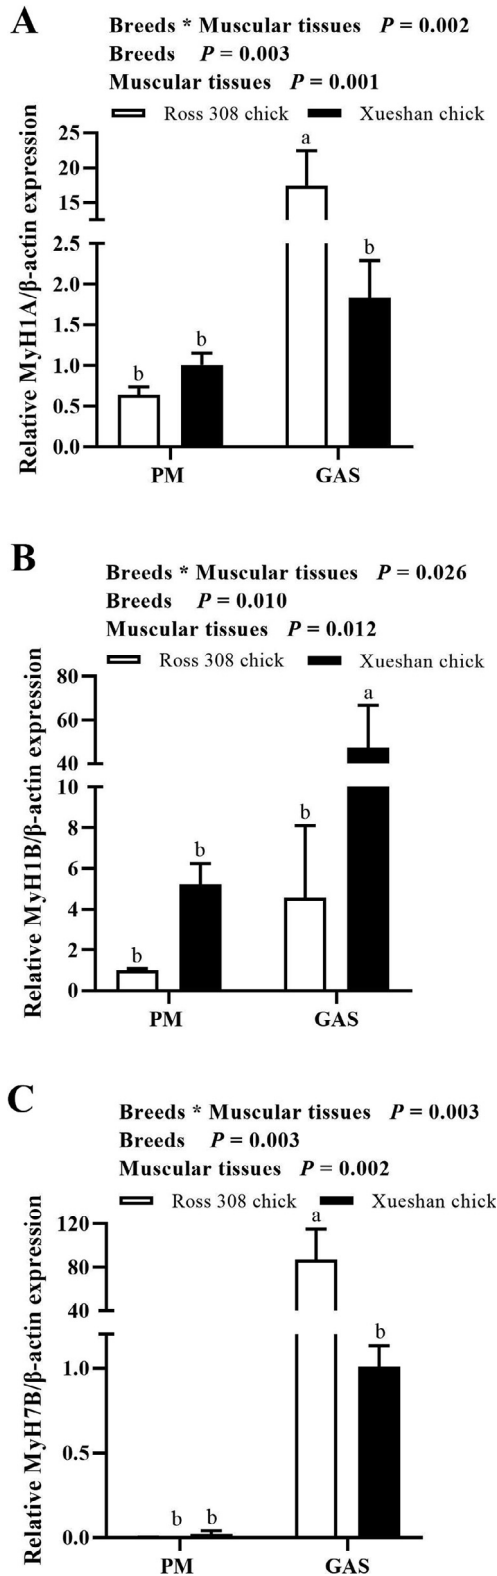 A
Breeds * Muscular tissues P = 0.002
Breeds P = 0.003
Muscular tissues P = 0.001
Ross 308 chick Xueshan chick
Relative MyH1A/β-actin expression
25
20
15
2.5
2.0
1.5
1.0
0.5
0.0
b b a b
PM GAS
B
Breeds * Muscular tissues P = 0.026
Breeds P = 0.010
Muscular tissues P = 0.012
Ross 308 chick Xueshan chick
Relative MyH1B/β-actin expression
80
60
40
10
8
6
4
2
0
b b b a
PM GAS
C
Breeds * Muscular tissues P = 0.003
Breeds P = 0.003
Muscular tissues P = 0.002
Ross 308 chick Xueshan chick
Relative MyH7B/β-actin expression
120
80
40
1.0
0.5
0.0
b b a b
PM GAS